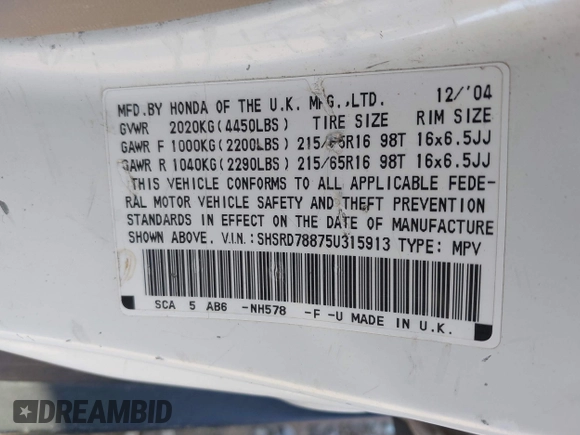 MFD.BY HONDA OF THE U.K. MFG.,LTD. 12/'04
GVWR 2020KG(4450LBS) TIRE SIZE RIM SIZE
GAWR F 1000KG(2200LBS) 215/65R16 98T 16x6.5JJ
GAWR R 1040KG(2290LBS) 215/65R16 98T 16x6.5JJ
THIS VEHICLE CONFORMS TO ALL APPLICABLE FEDE-
RAL MOTOR VEHICLE SAFETY AND THEFT PREVENTION
STANDARDS IN EFFECT ON THE DATE OF MANUFACTURE
SHOWN ABOVE. V.I.N.:SHSRD78875U315913 TYPE: MPV
SCA 5 AB6 -NH578 -F -U MADE IN U.K.
DREAMBID